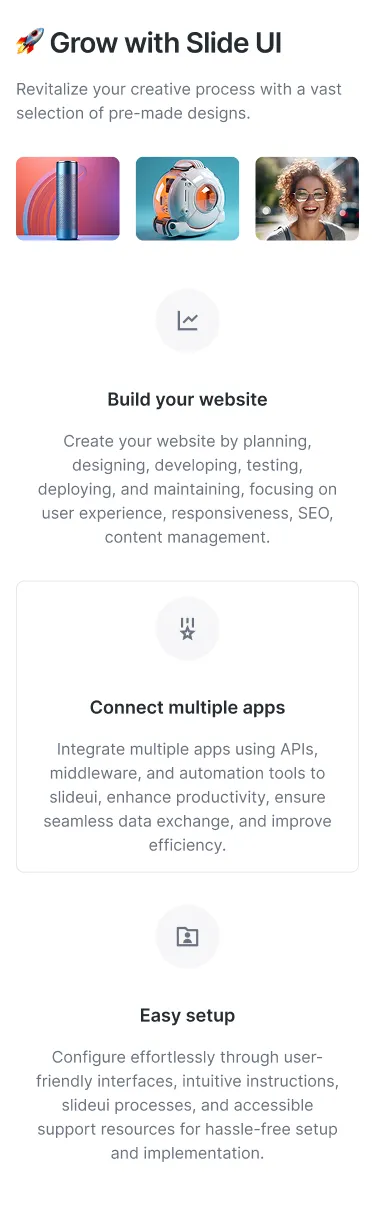 🚀 Grow with Slide UI
Revitalize your creative process with a vast
selection of pre-made designs.
Build your website
Create your website by planning,
designing, developing, testing,
deploying, and maintaining, focusing on
user experience, responsiveness, SEO,
content management.
Connect multiple apps
Integrate multiple apps using APIs,
middleware, and automation tools to
slideui, enhance productivity, ensure
seamless data exchange, and improve
efficiency.
Easy setup
Configure effortlessly through user-
friendly interfaces, intuitive instructions,
slideui processes, and accessible
support resources for hassle-free setup
and implementation.